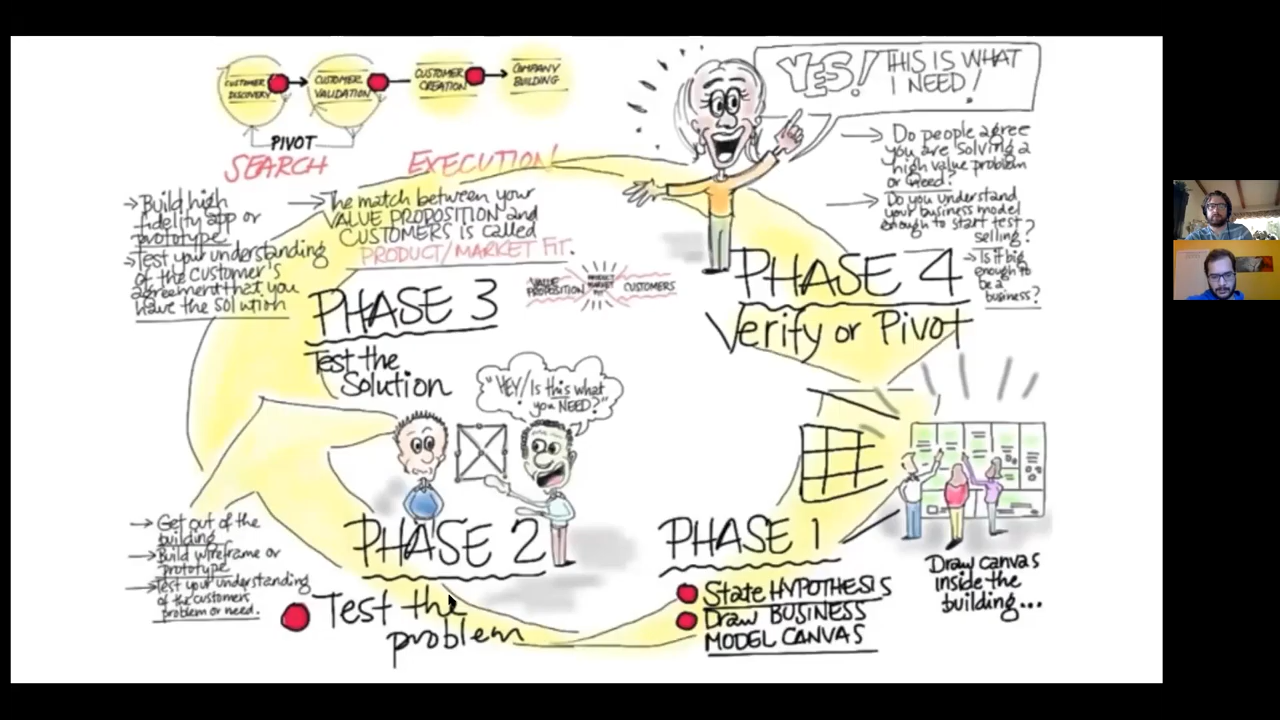 CUSTOMER
DISCOVERY
CUSTOMER
VALIDATION
CUSTOMER
CREATION
COMPANY
BUILDING
PIVOT
SEARCH
EXECUTION
YES! THIS IS WHAT
I NEED!
→ Do people agree
you are solving a
high value problem
or need?
→ Do you understand
your business model
enough to start test
selling?
→ Is it big
enough to
be a
business?
→ Build high
fidelity app or
prototype
→ Test your understanding
of the customer's
agreement that you
have the solution
→ The match between your
VALUE PROPOSITION and
CUSTOMERS is called
PRODUCT/MARKET FIT.
VALUE
PROPOSITION
PRODUCT
MARKET
FIT
CUSTOMERS
PHASE 3
Test the
Solution
PHASE 4
Verify or Pivot
"HEY! Is this what
you NEED?"
PHASE 2
Test the
problem
→ Get out of the
building
→ Build wireframe or
prototype
→ Test your understanding
of the customers
problem or need.
PHASE 1
State HYPOTHESIS
Draw BUSINESS
MODEL CANVAS
Draw canvas
inside the
building...